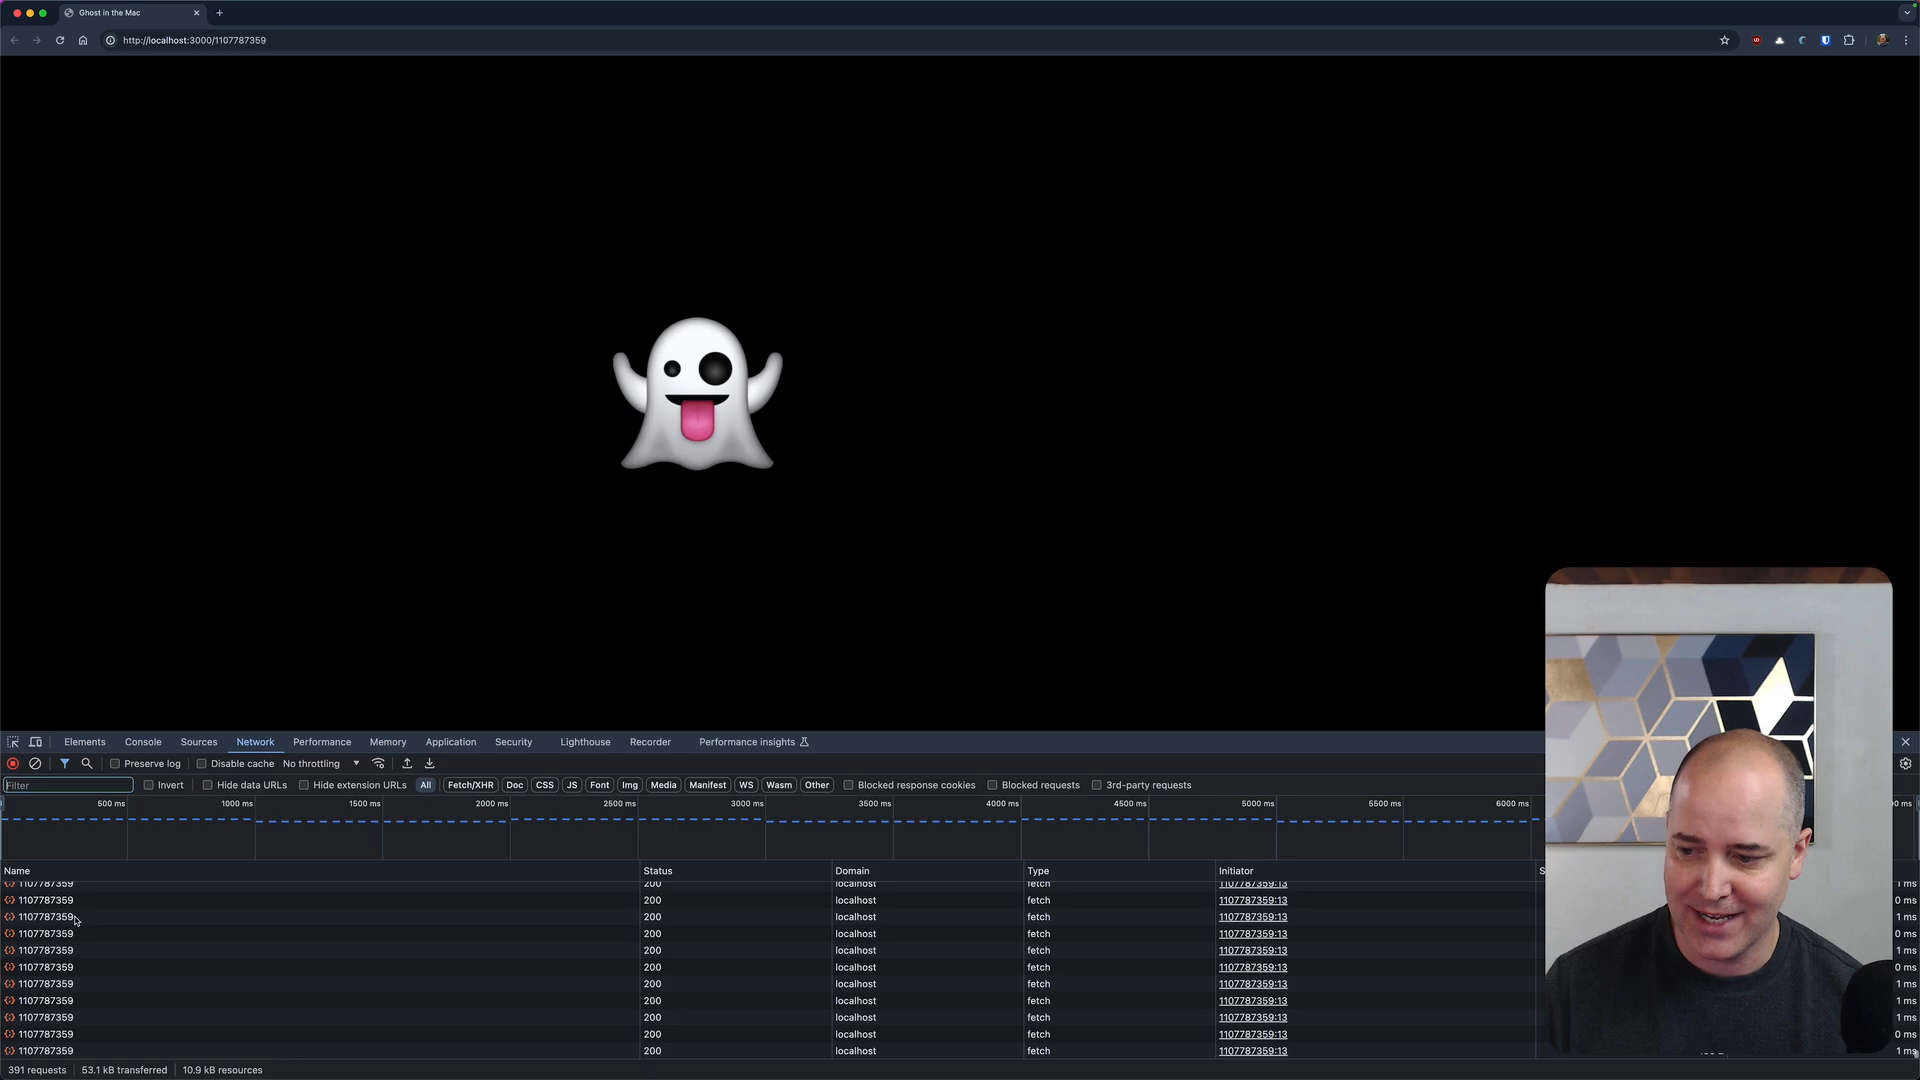 Ghost in the Mac
http://localhost:3000/1107787359
Elements Console Sources Network Performance Memory Application Security Lighthouse Recorder Performance insights
Preserve log Disable cache No throttling
Filter Invert Hide data URLs Hide extension URLs All Fetch/XHR Doc CSS JS Font Img Media Manifest WS Wasm Other Blocked response cookies Blocked requests 3rd-party requests
500 ms 1000 ms 1500 ms 2000 ms 2500 ms 3000 ms 3500 ms 4000 ms 4500 ms 5000 ms 5500 ms 6000 ms
Name Status Domain Type Initiator
1107787359 200 localhost fetch 1107787359:13 1 ms
1107787359 200 localhost fetch 1107787359:13 0 ms
1107787359 200 localhost fetch 1107787359:13 1 ms
1107787359 200 localhost fetch 1107787359:13 0 ms
1107787359 200 localhost fetch 1107787359:13 1 ms
1107787359 200 localhost fetch 1107787359:13 0 ms
1107787359 200 localhost fetch 1107787359:13 1 ms
1107787359 200 localhost fetch 1107787359:13 1 ms
1107787359 200 localhost fetch 1107787359:13 1 ms
1107787359 200 localhost fetch 1107787359:13 0 ms
1107787359 200 localhost fetch 1107787359:13 1 ms
391 requests 53.1 kB transferred 10.9 kB resources